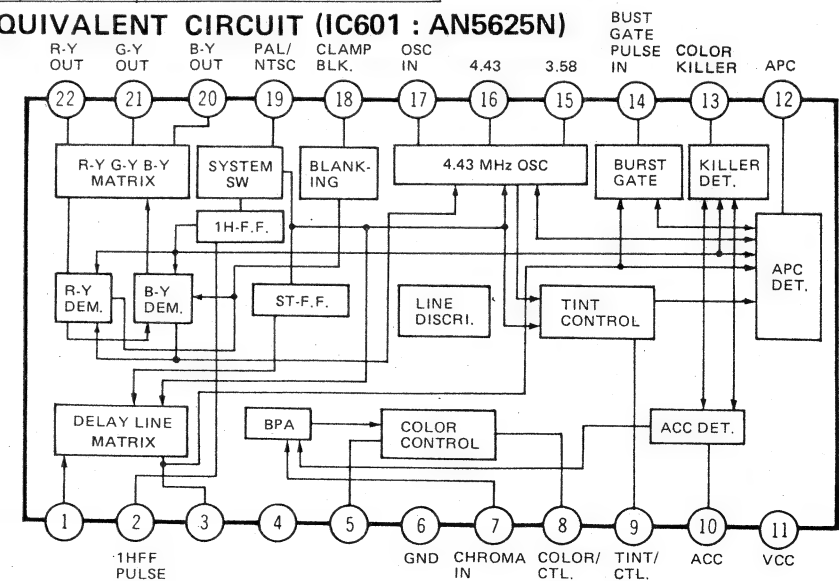 QUIVALENT CIRCUIT (IC601 : AN5625N)
R-Y
OUT
G-Y
OUT
B-Y
OUT
PAL/
NTSC
CLAMP
BLK.
OSC
IN
4.43
3.58
BUST
GATE
PULSE
IN
COLOR
KILLER
APC
22
21
20
19
18
17
16
15
14
13
12
R-Y G-Y B-Y
MATRIX
SYSTEM
SW
BLANK-
ING
4.43 MHz OSC
BURST
GATE
KILLER
DET.
1H-F.F.
R-Y
DEM.
B-Y
DEM.
ST-F.F.
LINE
DISCRI.
TINT
CONTROL
APC
DET.
DELAY LINE
MATRIX
BPA
COLOR
CONTROL
ACC DET.
1
2
3
4
5
6
7
8
9
10
11
1HFF
PULSE
GND
CHROMA
IN
COLOR/
CTL.
TINT/
CTL.
ACC
VCC